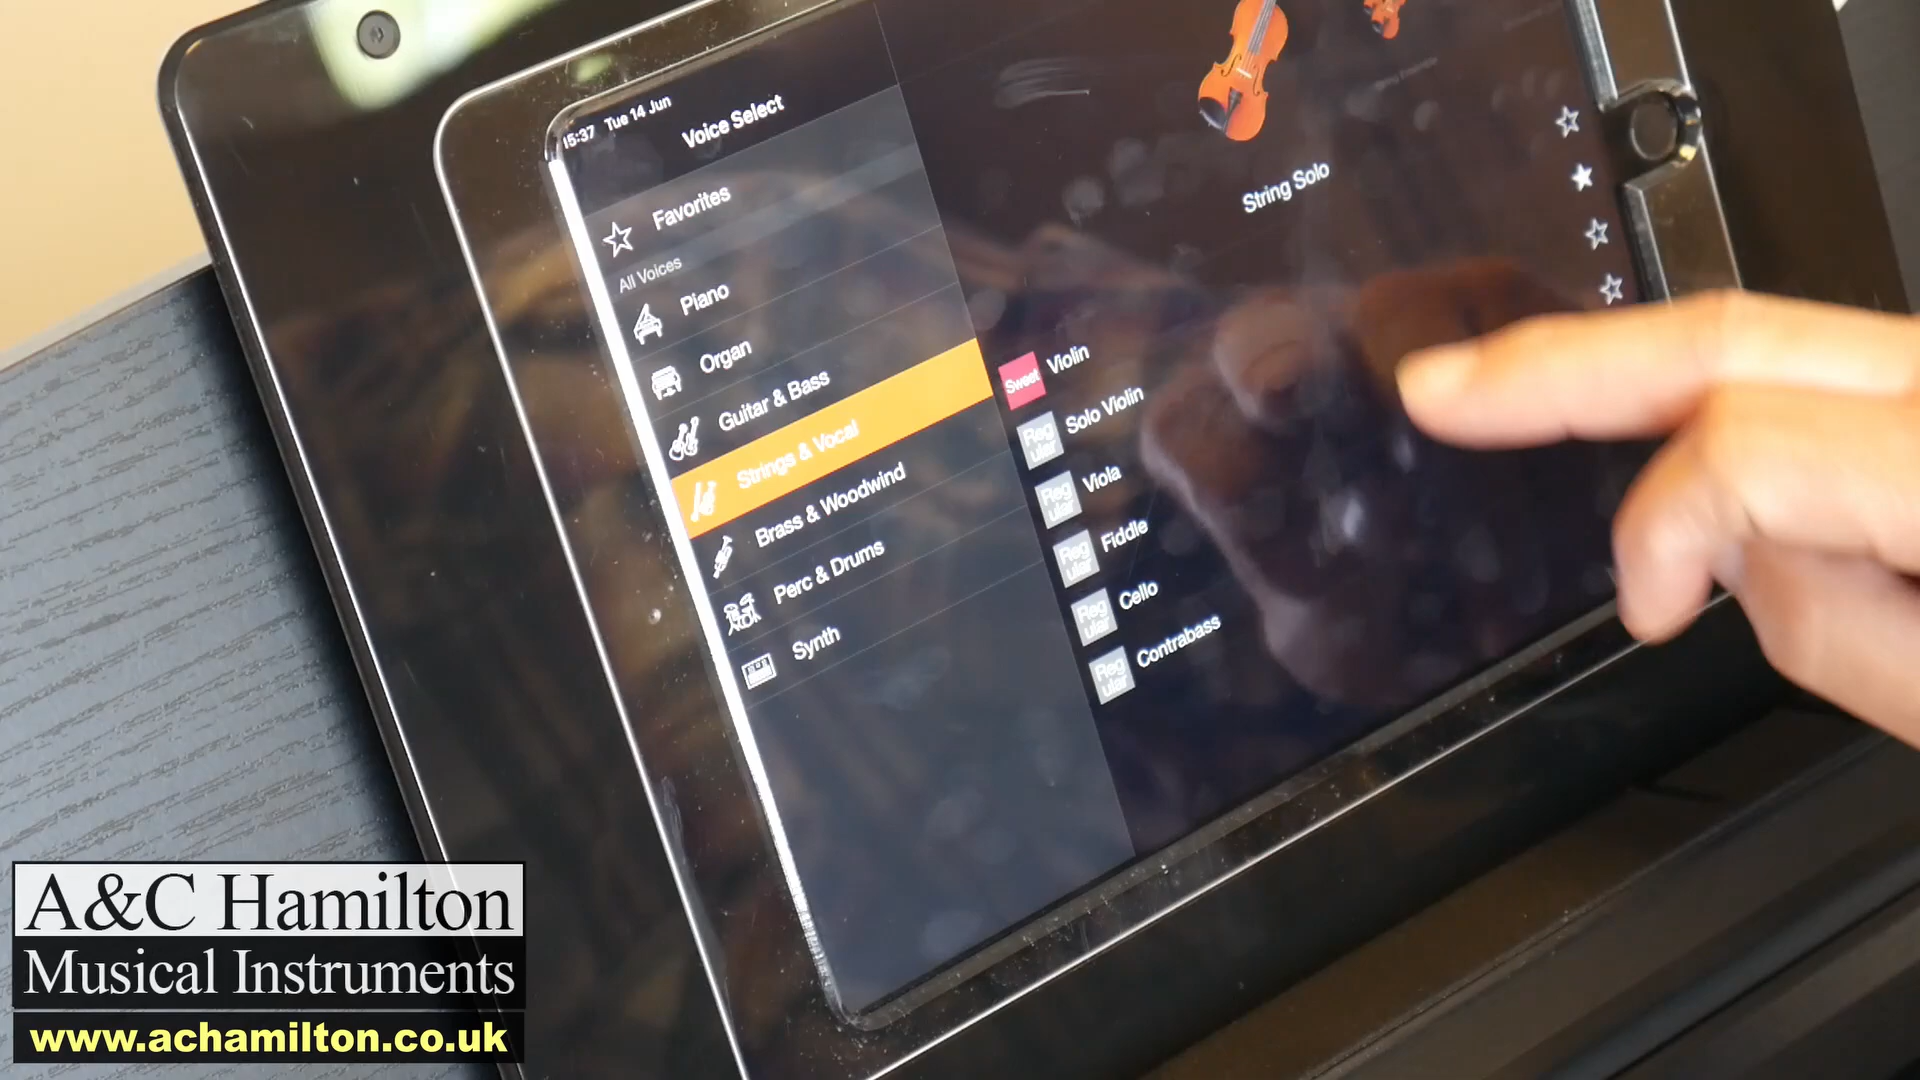 15:37 Tue 14 Jun
Voice Select
Favorites
All Voices
Piano
Organ
Guitar & Bass
Strings & Vocal
Brass & Woodwind
Perc & Drums
Synth
String Solo
Sweet Violin
Regular Solo Violin
Regular Viola
Regular Fiddle
Regular Cello
Regular Contrabass
A&C Hamilton
Musical Instruments
www.achamilton.co.uk